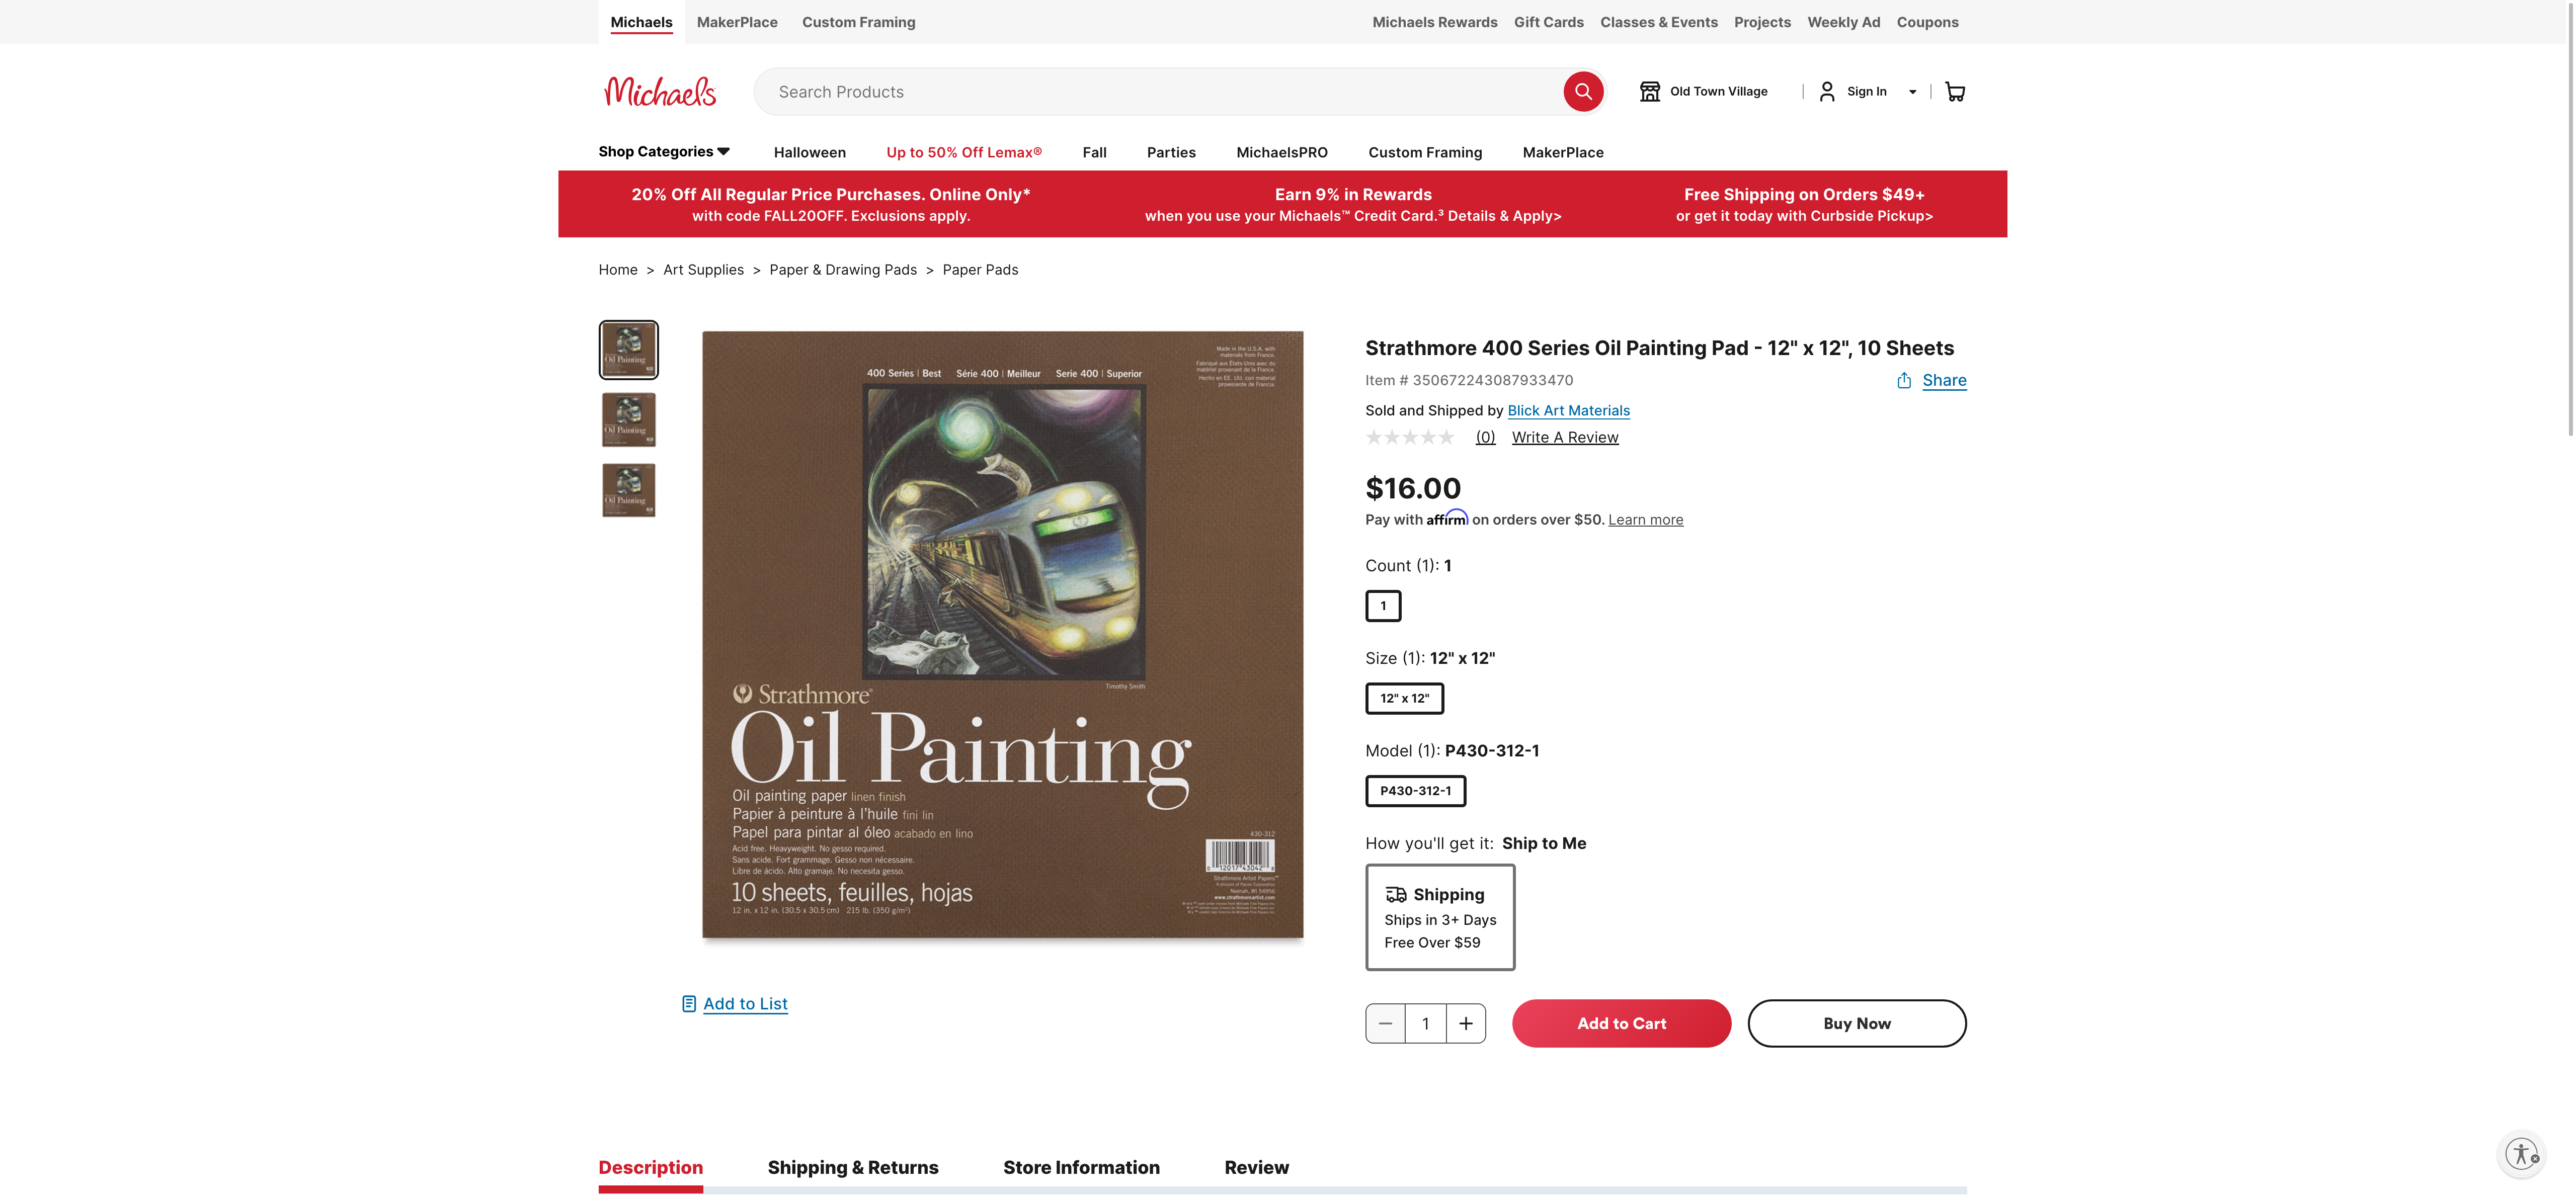 Michaels MakerPlace Custom Framing Michaels Rewards Gift Cards Classes & Events Projects Weekly Ad Coupons
Michaels Search Products Old Town Village | Sign In |
Shop Categories Halloween Up to 50% Off Lemax® Fall Parties MichaelsPRO Custom Framing MakerPlace
20% Off All Regular Price Purchases. Online Only*
with code FALL20OFF. Exclusions apply.
Earn 9% in Rewards
when you use your Michaels™ Credit Card.³ Details & Apply>
Free Shipping on Orders $49+
or get it today with Curbside Pickup>
Home > Art Supplies > Paper & Drawing Pads > Paper Pads
Oil Painting
Oil Painting
Oil Painting
Made in the U.S.A. with
materials from France.
Fabriqué aux États-Unis avec du
matériel provenant de la France.
Hecho en EE. UU. con material
proveniente de Francia.
400 Series | Best Série 400 | Meilleur Serie 400 | Superior
Timothy Smith
Strathmore®
Oil Painting
Oil painting paper linen finish
Papier à peinture à l'huile fini lin
Papel para pintar al óleo acabado en lino
Acid free. Heavyweight. No gesso required.
Sans acide. Fort grammage. Gesso non nécessaire.
Libre de ácido. Alto gramaje. No necesita gesso.
10 sheets, feuilles, hojas
12 in. x 12 in. (30.5 x 30.5 cm) 215 lb. (350 g/m²)
430-312
0 12017 43042 8
Strathmore Artist Papers™
Neenah, WI 54956
www.strathmoreartist.com
Add to List
Strathmore 400 Series Oil Painting Pad - 12" x 12", 10 Sheets
Item # 350672243087933470 Share
Sold and Shipped by Blick Art Materials
(0) Write A Review
$16.00
Pay with affirm on orders over $50. Learn more
Count (1): 1
1
Size (1): 12" x 12"
12" x 12"
Model (1): P430-312-1
P430-312-1
How you'll get it: Ship to Me
Shipping
Ships in 3+ Days
Free Over $59
1 Add to Cart Buy Now
Description Shipping & Returns Store Information Review